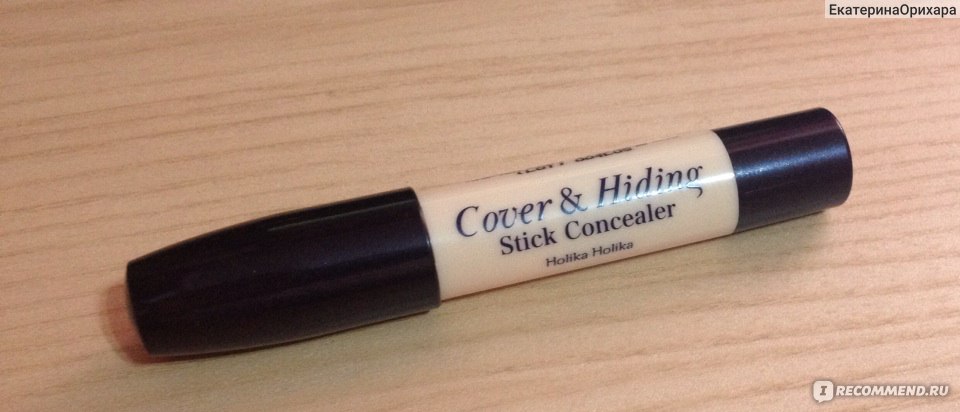 ЕкатеринаОрихара
Cover & Hiding
Stick Concealer
Holika Holika
I RECOMMEND.RU